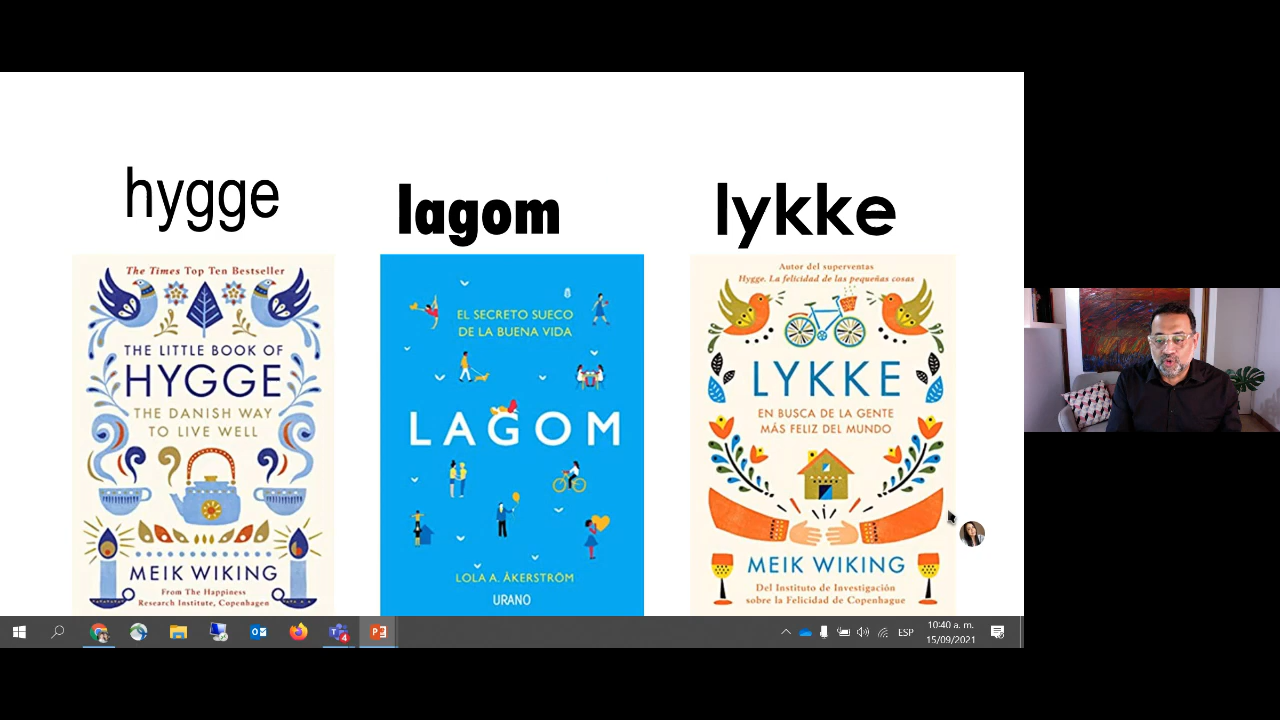 hygge
lagom
lykke
The Times Top Ten Bestseller
THE LITTLE BOOK OF
HYGGE
THE DANISH WAY
TO LIVE WELL
MEIK WIKING
From The Happiness
Research Institute, Copenhagen
EL SECRETO SUECO
DE LA BUENA VIDA
LAGOM
LOLA A. ÅKERSTRÖM
URANO
Autor del superventas
Hygge. La felicidad de las pequeñas cosas
LYKKE
EN BUSCA DE LA GENTE
MÁS FELIZ DEL MUNDO
MEIK WIKING
Del Instituto de Investigación
sobre la Felicidad de Copenhague
4
ESP
10:40 a. m.
15/09/2021